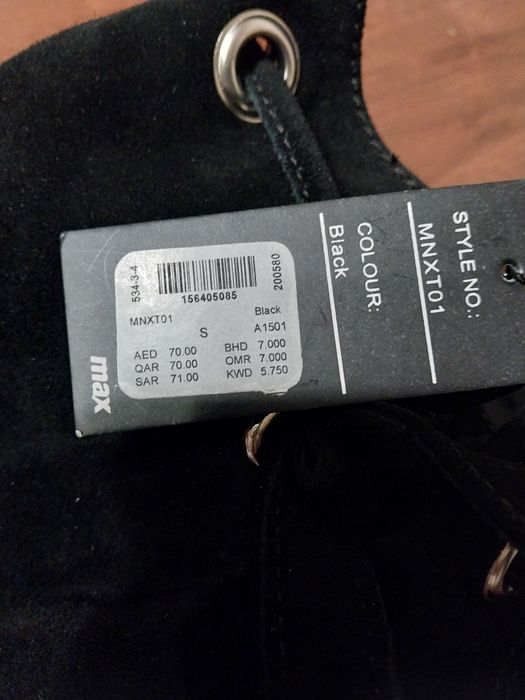 534-3-4
156405085
200580
MNXT01
Black
S
A1501
AED 70.00
BHD 7.000
QAR 70.00
OMR 7.000
SAR 71.00
KWD 5.750
max
STYLE NO.:
MNXT01
COLOUR:
Black